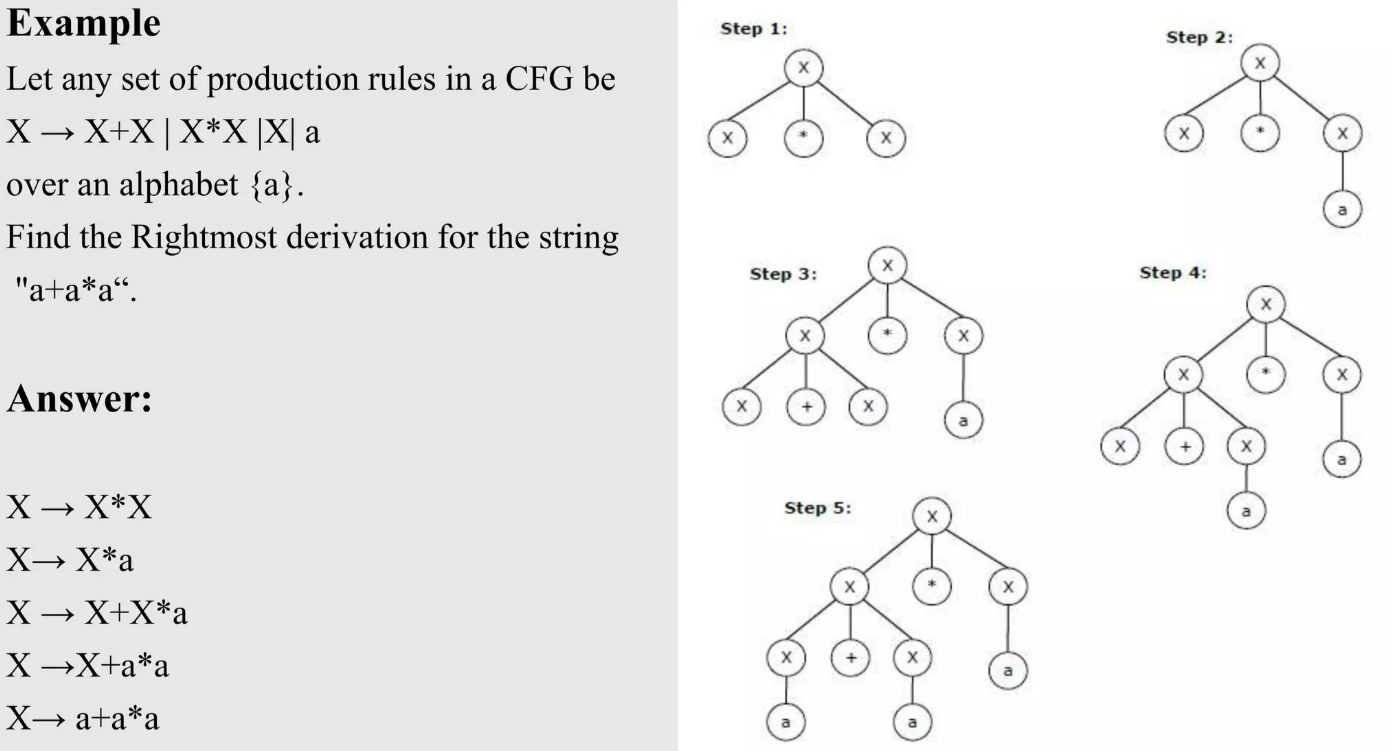 Example
Let any set of production rules in a CFG be
X → X+X | X*X |X| a
over an alphabet {a}.
Find the Rightmost derivation for the string
"a+a*a“.
Answer:
X → X*X
X→ X*a
X → X+X*a
X →X+a*a
X→ a+a*a
Step 1:
X
X * X
Step 2:
X
X * X
a
Step 3:
X
X * X
X + X a
Step 4:
X
X * X
X + X a
a
Step 5:
X
X * X
X + X a
a a